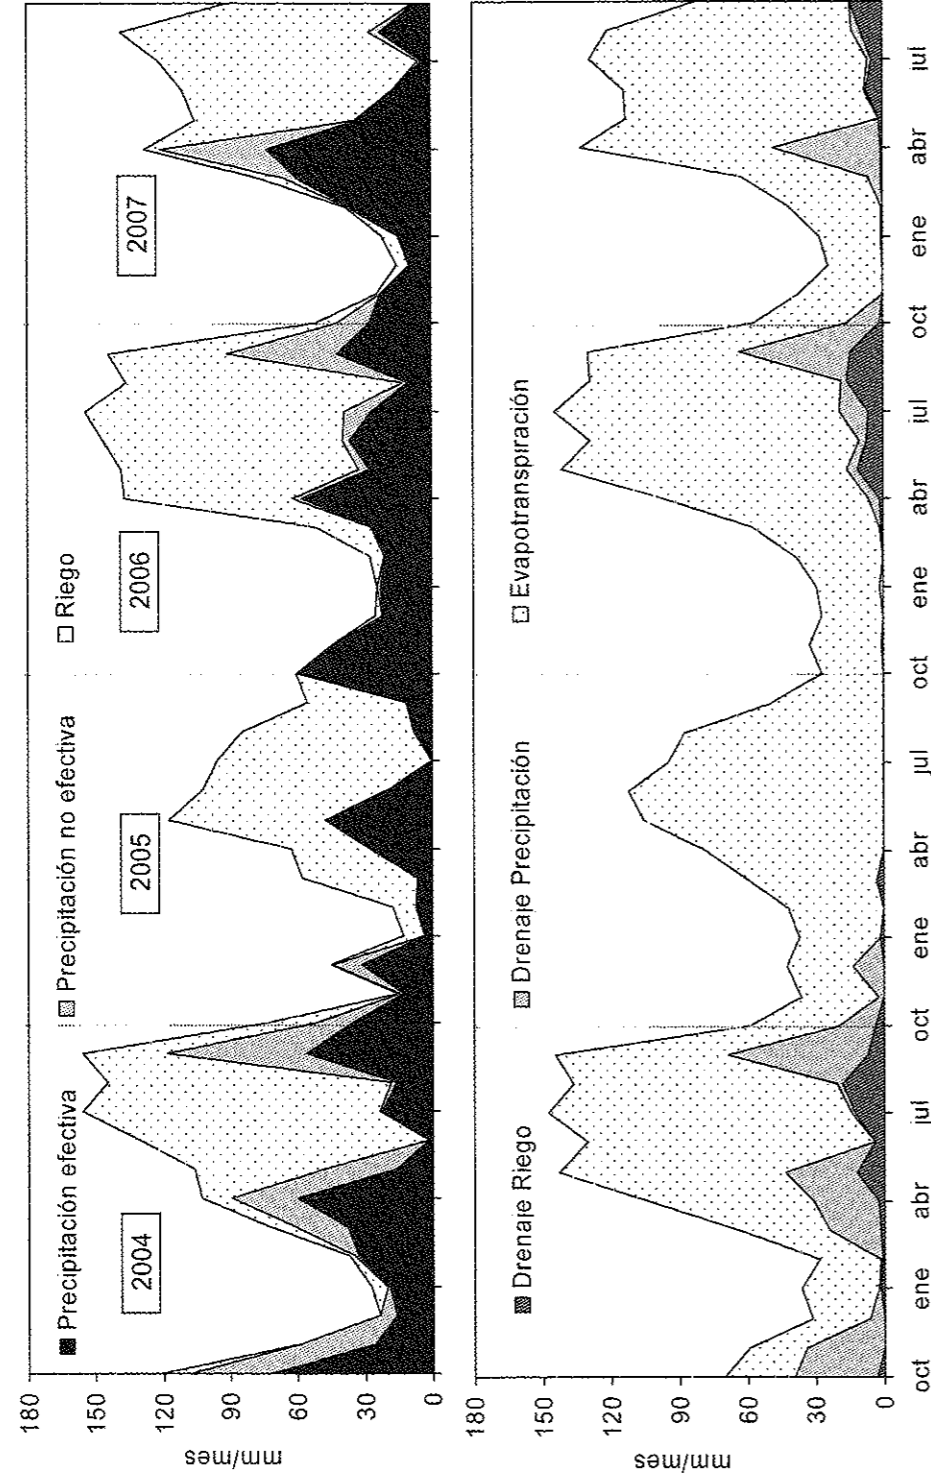 180
150
120
90
60
30
0
mm/mes
Precipitación efectiva
Precipitación no efectiva
Riego
2004
2005
2006
2007
180
150
120
90
60
30
0
mm/mes
Drenaje Riego
Drenaje Precipitación
Evapotranspiración
oct
ene
abr
jul
oct
ene
abr
jul
oct
ene
abr
jul
oct
ene
abr
jul